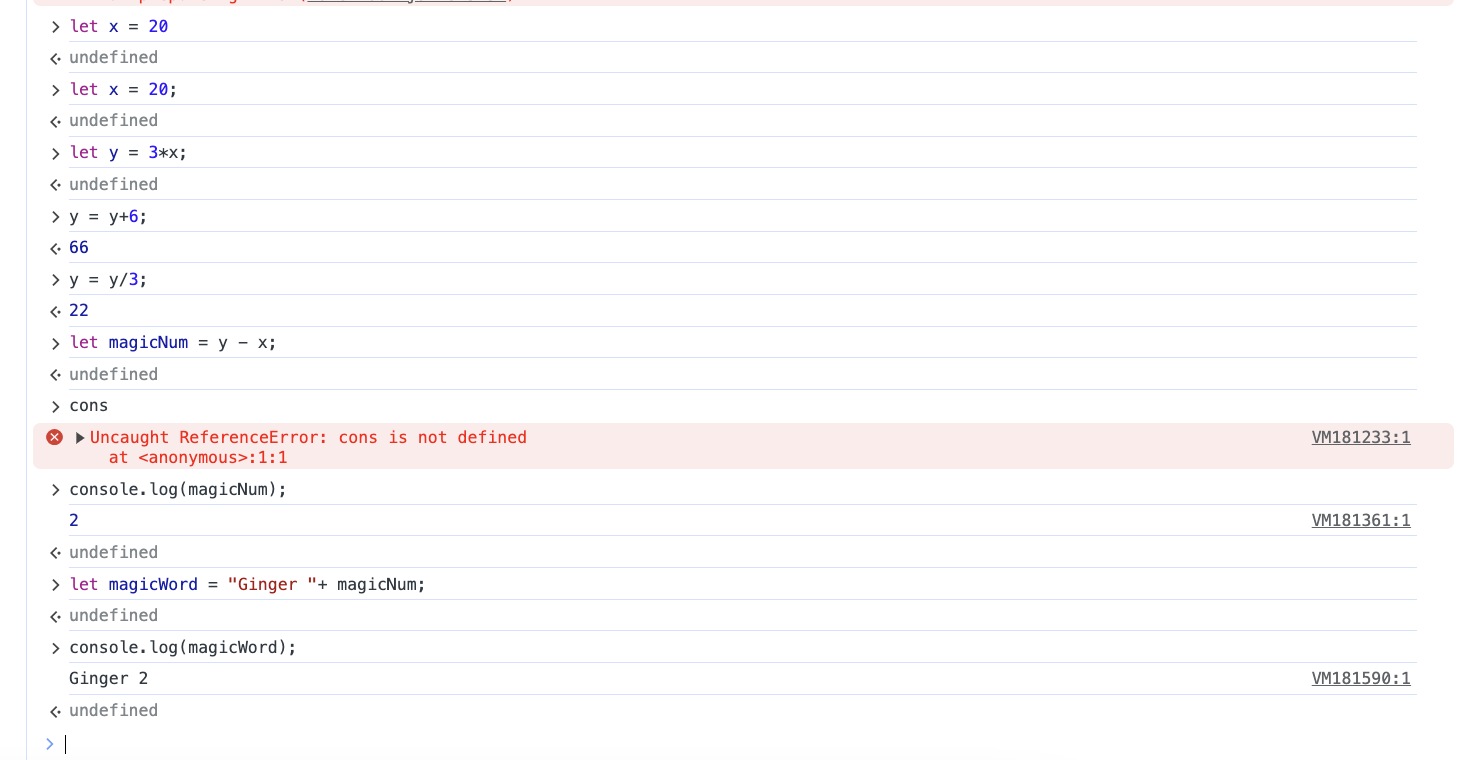 > let x = 20
undefined
> let x = 20;
undefined
> let y = 3*x;
undefined
> y = y+6;
66
> y = y/3;
22
> let magicNum = y - x;
undefined
> cons
Uncaught ReferenceError: cons is not defined VM181233:1
at <anonymous>:1:1
> console.log(magicNum);
2 VM181361:1
undefined
> let magicWord = "Ginger "+ magicNum;
undefined
> console.log(magicWord);
Ginger 2 VM181590:1
undefined
>